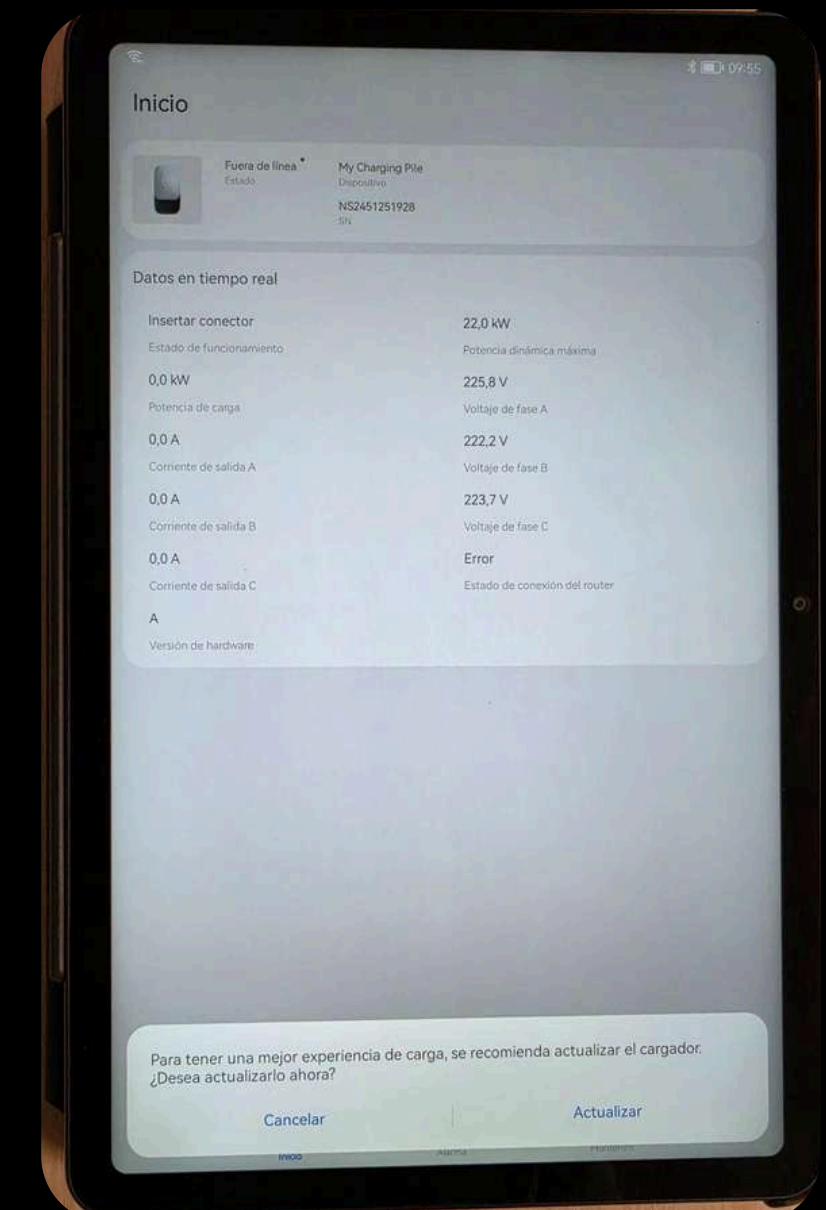 09:55
Inicio
Fuera de línea
Estado
My Charging Pile
Dispositivo
NS2451251928
SN
Datos en tiempo real
Insertar conector
Estado de funcionamiento
22,0 kW
Potencia dinámica máxima
0,0 kW
Potencia de carga
225,8 V
Voltaje de fase A
0,0 A
Corriente de salida A
222,2 V
Voltaje de fase B
0,0 A
Corriente de salida B
223,7 V
Voltaje de fase C
0,0 A
Corriente de salida C
Error
Estado de conexión del router
A
Versión de hardware
Para tener una mejor experiencia de carga, se recomienda actualizar el cargador.
¿Desea actualizarlo ahora?
Cancelar
Actualizar
Inicio
Alarma